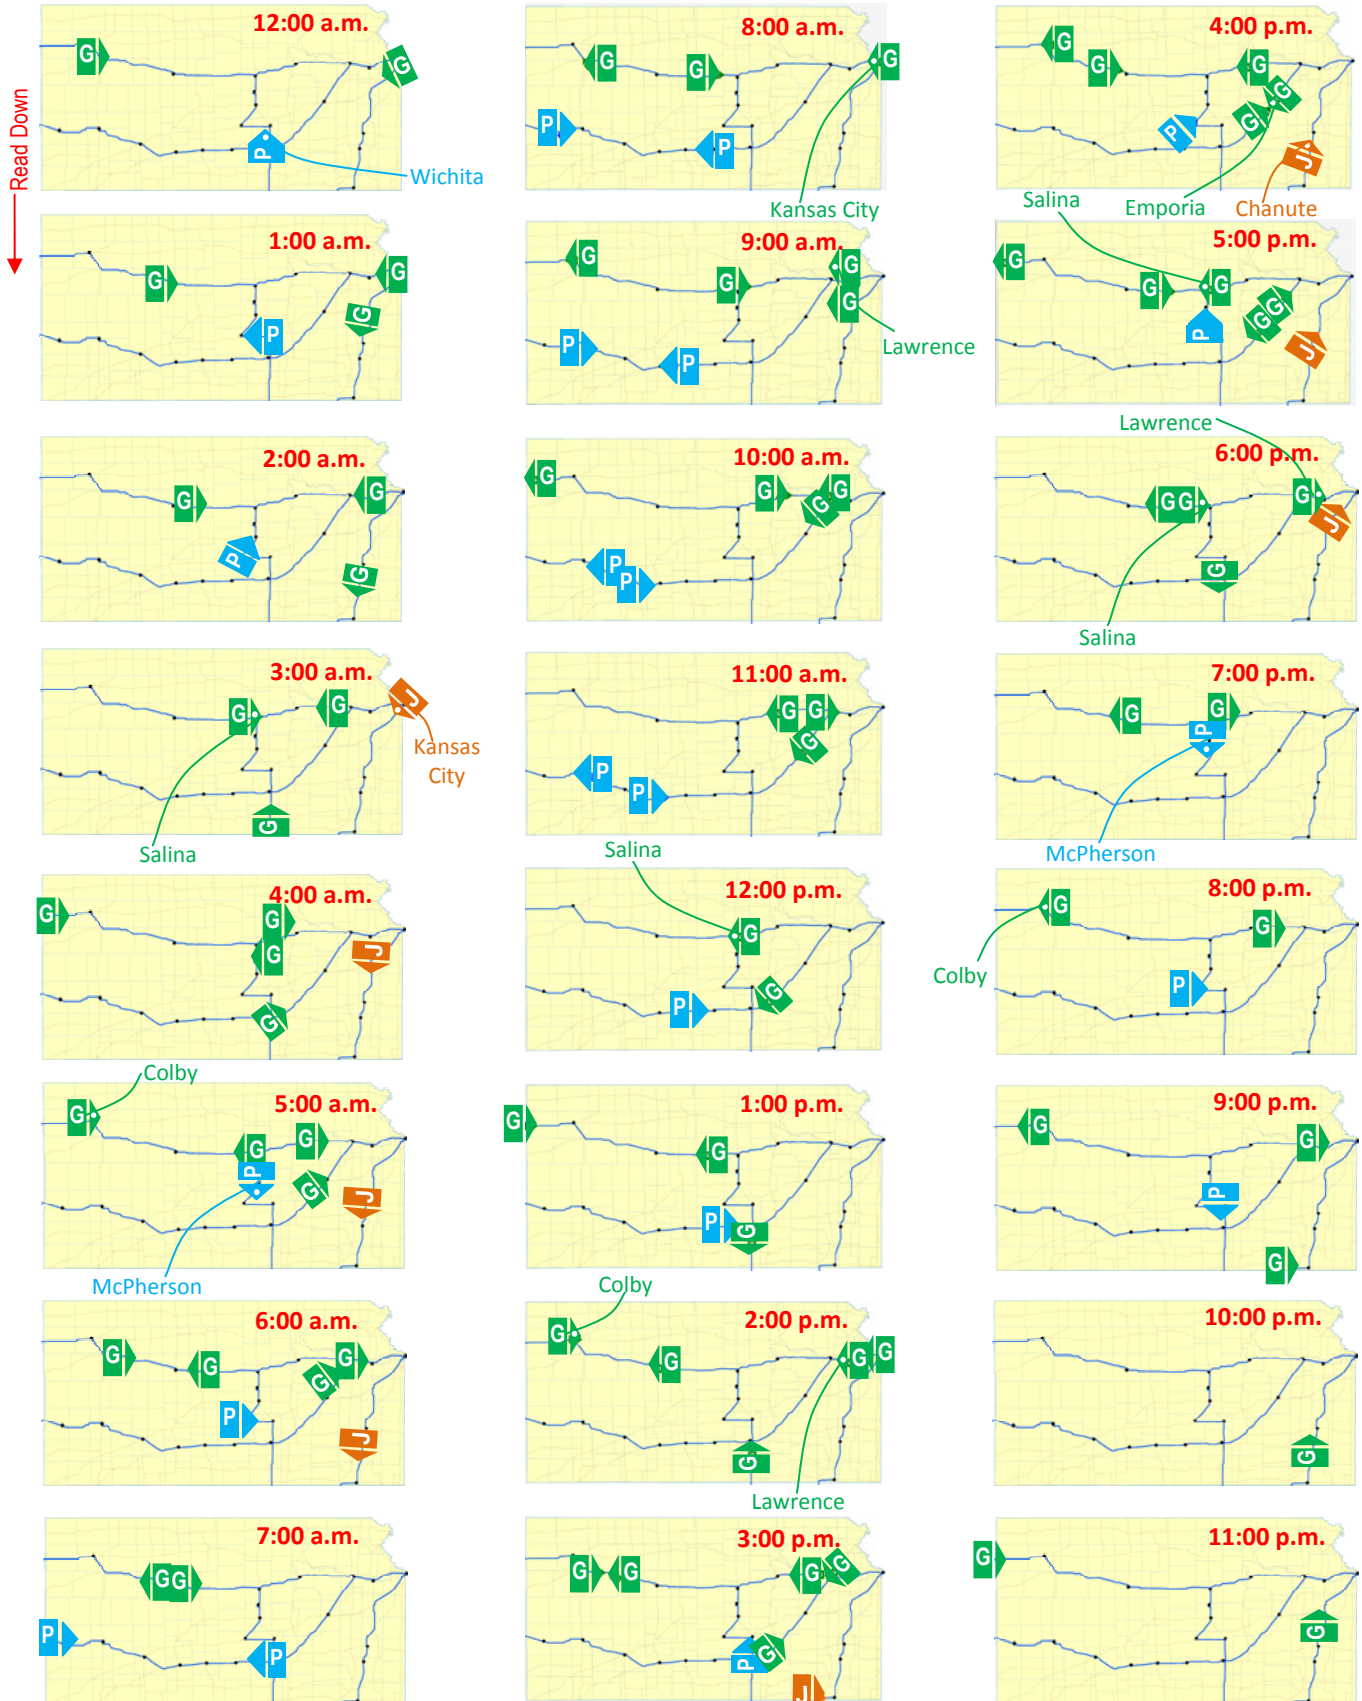 Read Down
12:00 a.m.
G
G
P
Wichita
1:00 a.m.
G
G
G
P
2:00 a.m.
G
G
P
G
3:00 a.m.
G
G
J
Kansas
City
G
Salina
4:00 a.m.
G
G
G
J
G
Colby
5:00 a.m.
G
G
G
P
G
J
McPherson
6:00 a.m.
G
G
G
G
P
J
7:00 a.m.
G
G
P
P
8:00 a.m.
G
G
G
P
P
Kansas City
9:00 a.m.
G
G
G
G
P
P
Lawrence
10:00 a.m.
G
G
G
G
P
P
11:00 a.m.
G
G
G
P
P
Salina
12:00 p.m.
G
P
G
1:00 p.m.
G
G
P
G
Colby
2:00 p.m.
G
G
G
G
G
Lawrence
3:00 p.m.
G
G
G
G
P
G
J
4:00 p.m.
G
G
G
G
G
P
J
Emporia
Chanute
Salina
5:00 p.m.
G
G
G
G
G
P
J
Lawrence
6:00 p.m.
G
G
G
J
G
Salina
7:00 p.m.
G
G
P
McPherson
8:00 p.m.
G
G
P
Colby
9:00 p.m.
G
G
P
G
10:00 p.m.
G
11:00 p.m.
G
G